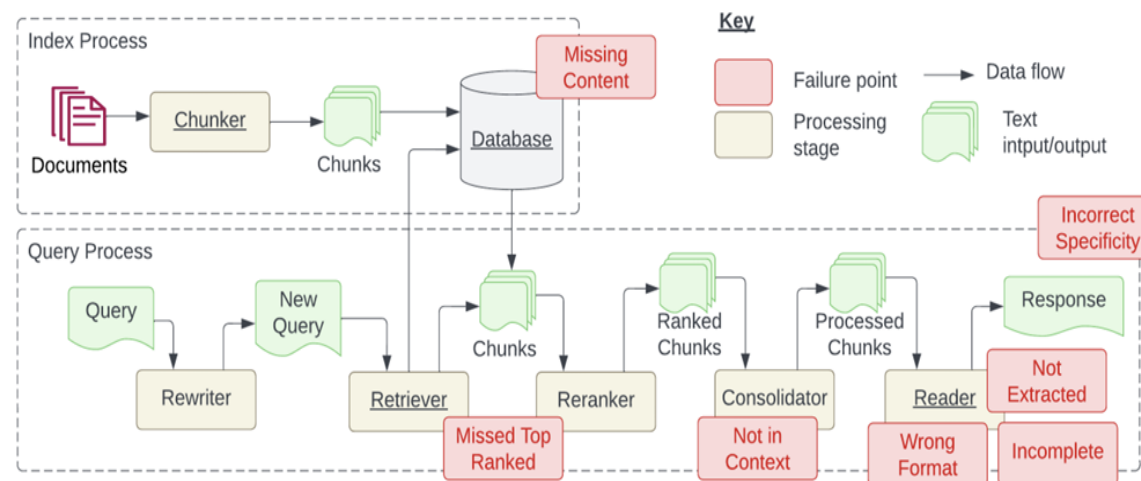 Index Process
Documents
Chunker
Chunks
Database
Missing
Content
Key
Failure point
Processing
stage
Data flow
Text
intput/output
Query Process
Query
Rewriter
New
Query
Retriever
Chunks
Missed Top
Ranked
Reranker
Ranked
Chunks
Consolidator
Not in
Context
Processed
Chunks
Reader
Wrong
Format
Not
Extracted
Incomplete
Response
Incorrect
Specificity